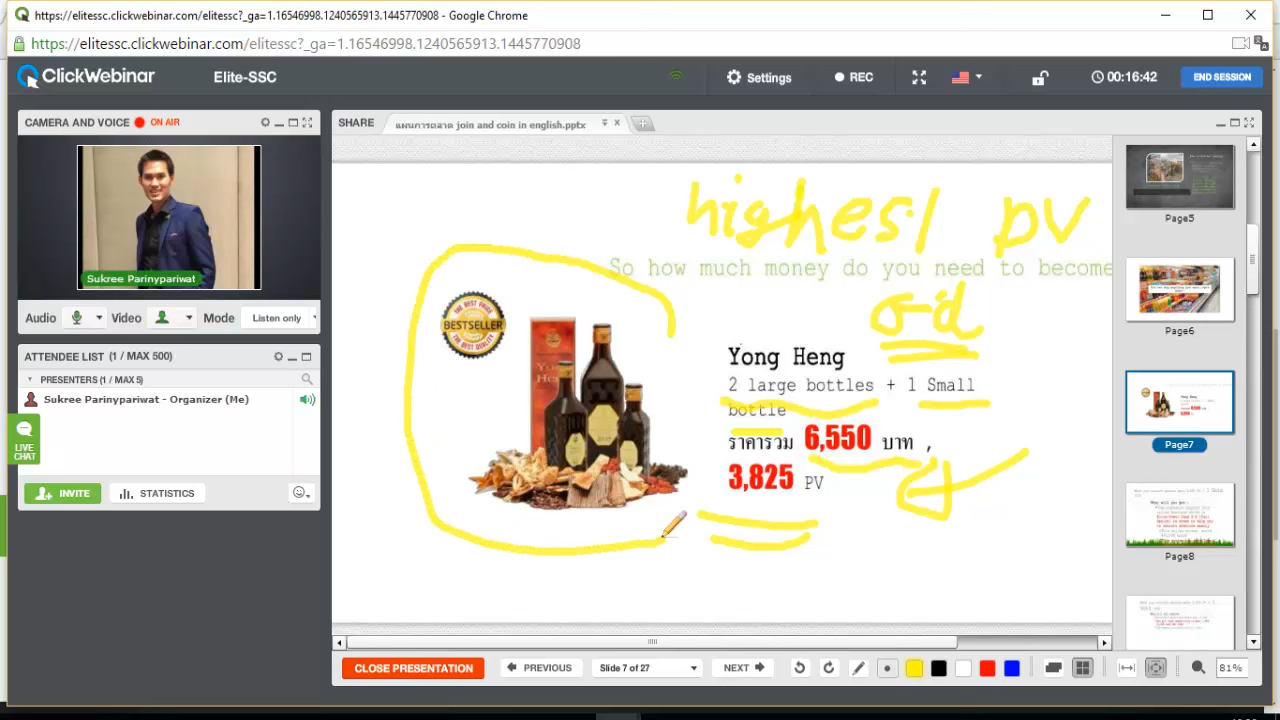 https://elitessc.clickwebinar.com/elitessc?_ga=1.16546998.1240565913.1445770908 - Google Chrome
https://elitessc.clickwebinar.com/elitessc?_ga=1.16546998.1240565913.1445770908
ClickWebinar
Elite-SSC
Settings
REC
00:16:42
END SESSION
CAMERA AND VOICE
ON AIR
Sukree Parinypariwat
Audio
Video
Mode
Listen only
ATTENDEE LIST (1 / MAX 500)
PRESENTERS (1 / MAX 5)
Sukree Parinypariwat - Organizer (Me)
LIVE
CHAT
INVITE
STATISTICS
SHARE
แผนการตลาด join and coin in english.pptx
highest pv
So how much money do you need to become
BESTSELLER
Yong Heng
2 large bottles + 1 Small
bottle
ราคารวม 6,550 บาท ,
3,825 PV
Page5
Page6
Page7
Page8
CLOSE PRESENTATION
PREVIOUS
Slide 7 of 27
NEXT
81%